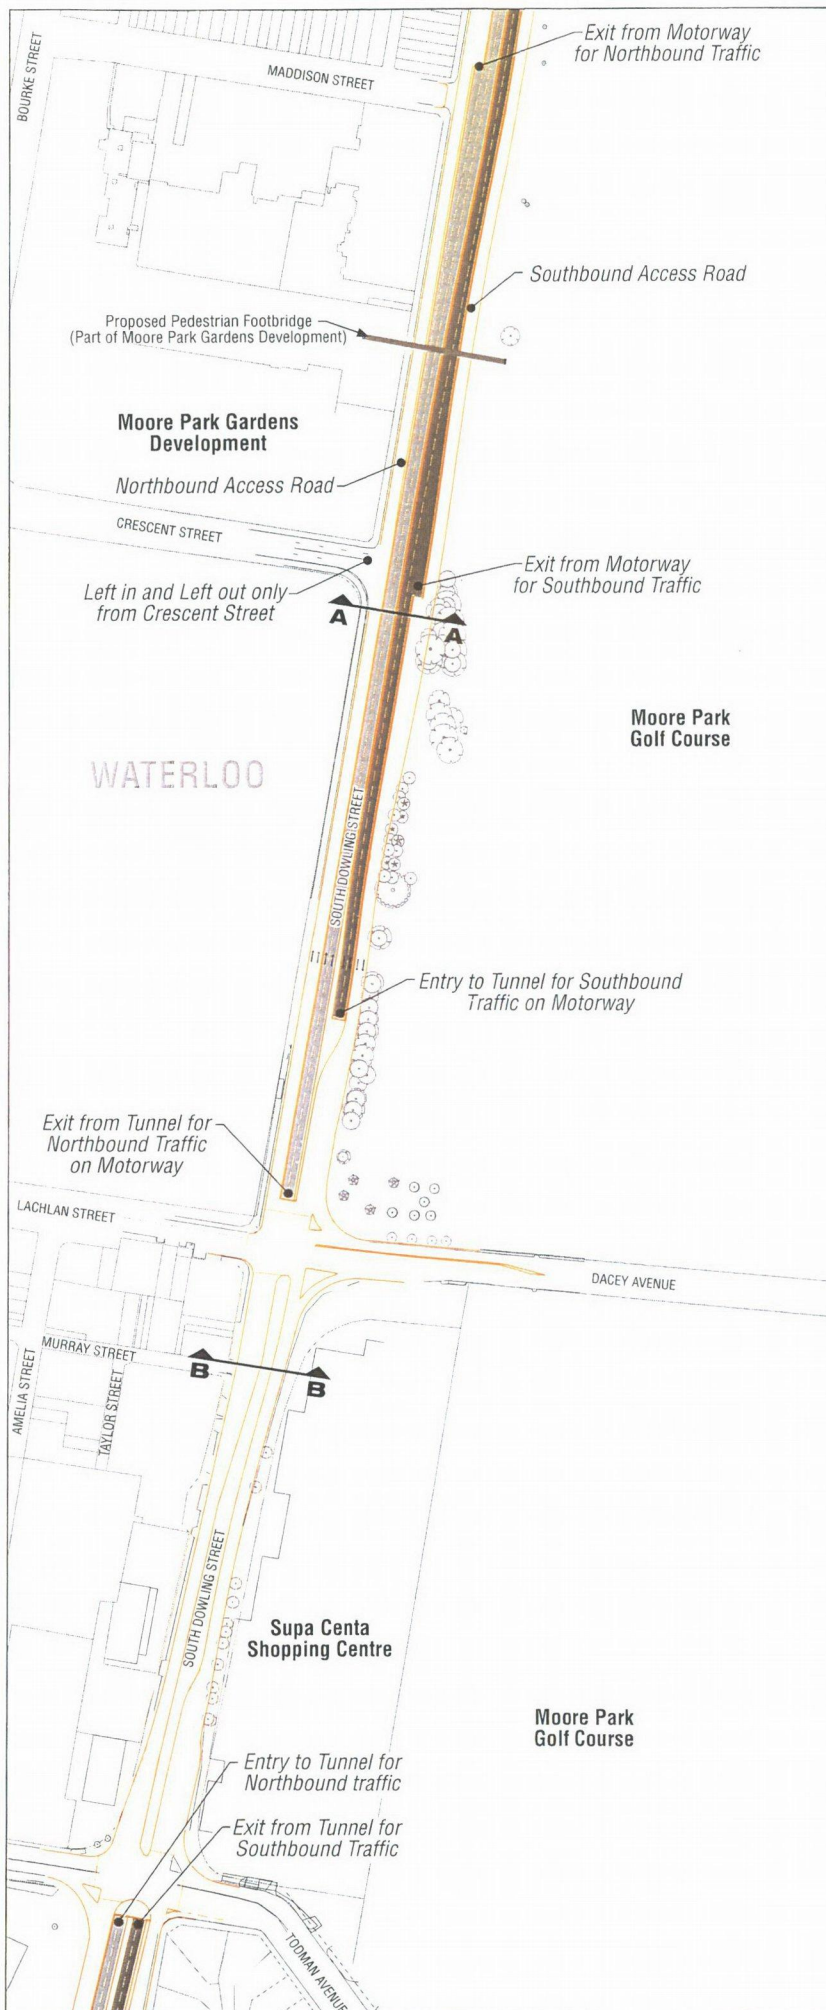 Exit from Motorway
for Northbound Traffic
BOURKE STREET
MADDISON STREET
Southbound Access Road
Proposed Pedestrian Footbridge
(Part of Moore Park Gardens Development)
Moore Park Gardens
Development
Northbound Access Road
CRESCENT STREET
Exit from Motorway
for Southbound Traffic
Left in and Left out only
from Crescent Street
A
A
Moore Park
Golf Course
WATERLOO
SOUTH DOWLING STREET
Entry to Tunnel for Southbound
Traffic on Motorway
Exit from Tunnel for
Northbound Traffic
on Motorway
LACHLAN STREET
DACEY AVENUE
MURRAY STREET
AMELIA STREET
TAYLOR STREET
B
B
SOUTH DOWLING STREET
Supa Centa
Shopping Centre
Moore Park
Golf Course
Entry to Tunnel for
Northbound traffic
Exit from Tunnel for
Southbound Traffic
TODMAN AVENUE